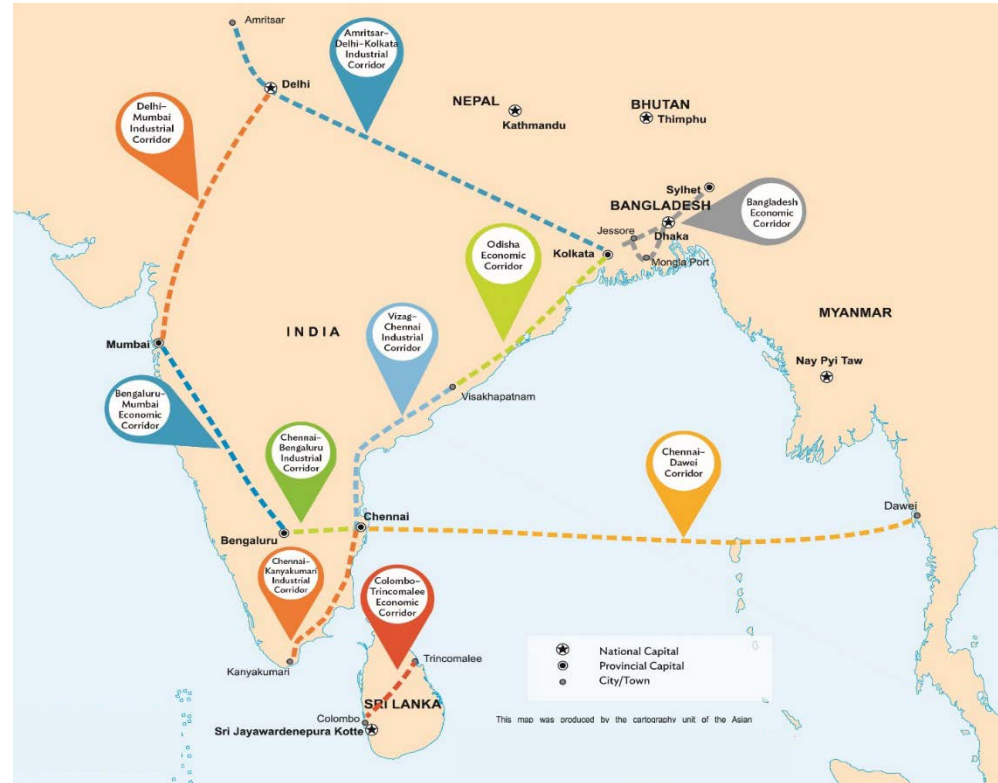 Amritsar
Amritsar–
Delhi–Kolkata
Industrial
Corridor
Delhi
Delhi–
Mumbai
Industrial
Corridor
NEPAL
Kathmandu
BHUTAN
Thimphu
Sylhet
BANGLADESH
Bangladesh
Economic
Corridor
Jessore
Dhaka
Kolkata
Mongla Port
Odisha
Economic
Corridor
INDIA
Vizag–
Chennai
Industrial
Corridor
MYANMAR
Mumbai
Nay Pyi Taw
Visakhapatnam
Bengaluru–
Mumbai
Economic
Corridor
Chennai–
Bengaluru
Industrial
Corridor
Chennai–
Dawei
Corridor
Dawei
Chennai
Bengaluru
Chennai–
Kanyakumari
Industrial
Corridor
Colombo–
Trincomalee
Economic
Corridor
Kanyakumari
Trincomalee
SRI LANKA
Colombo
Sri Jayawardenepura Kotte
National Capital
Provincial Capital
City/Town
This map was produced by the cartography unit of the Asian